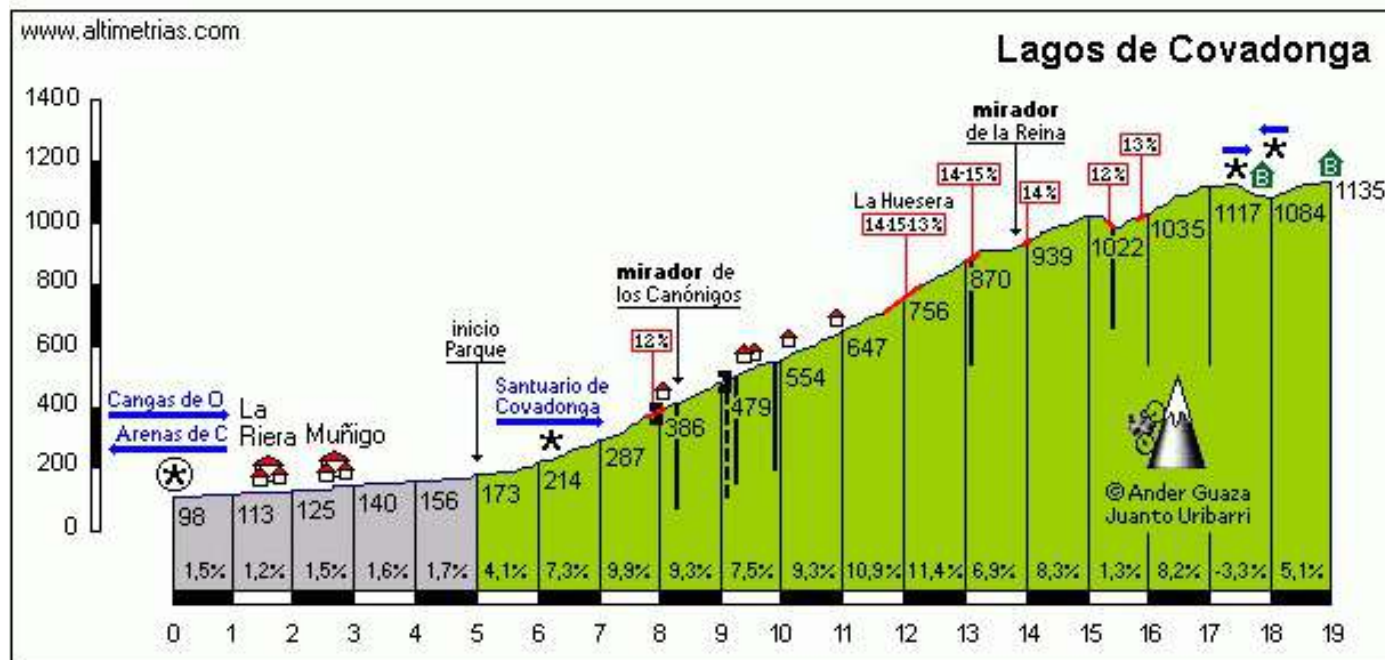 www.altimetrias.com
Lagos de Covadonga
1400
1200
1000
800
600
400
200
0
Cangas de O
Arenas de C
La
Riera
Muñigo
inicio
Parque
Santuario de
Covadonga
12%
mirador de
los Canónigos
La Huesera
14-15-13%
14-15%
mirador
de la Reina
14%
12%
13%
B
B
1135
98
113
125
140
156
173
214
287
386
479
554
647
756
870
939
1022
1035
1117
1084
© Ander Guaza
Juanto Uribarri
1,5%
1,2%
1,5%
1,6%
1,7%
4,1%
7,3%
9,9%
9,3%
7,5%
9,3%
10,9%
11,4%
6,9%
8,3%
1,3%
8,2%
-3,3%
5,1%
0 1 2 3 4 5 6 7 8 9 10 11 12 13 14 15 16 17 18 19